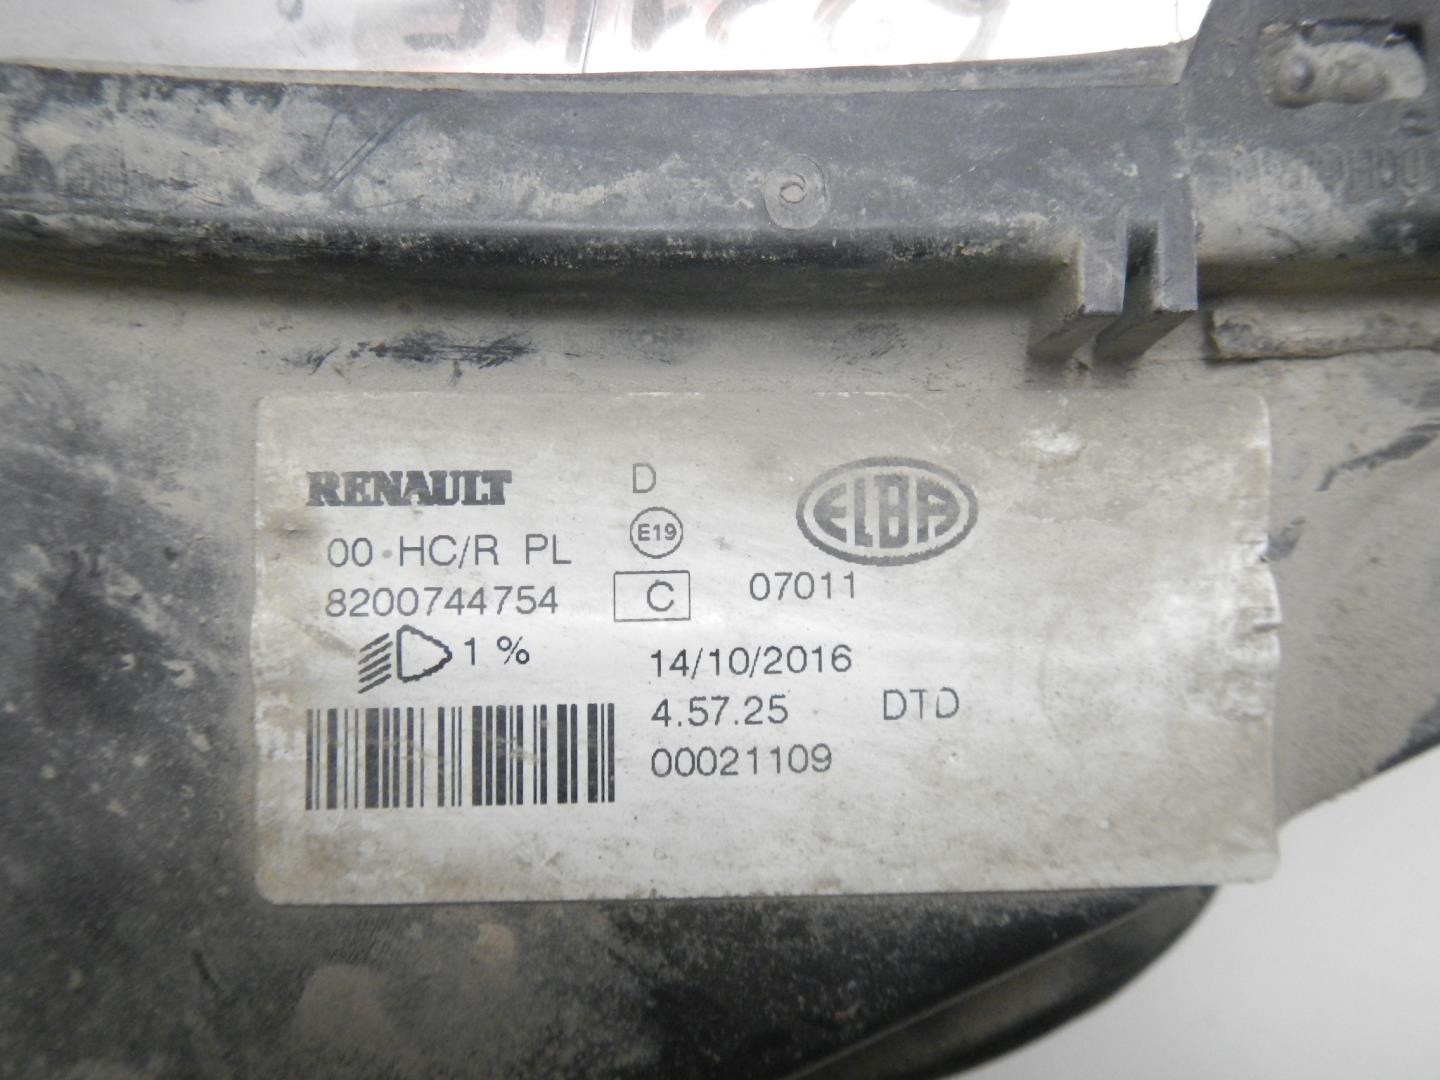 RENAULT D ELBA
E19
00 HC/R PL
8200744754 C 07011
1 % 14/10/2016
4.57.25 DTD
00021109